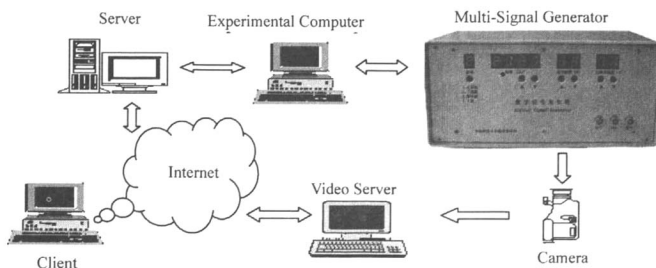 Server
Experimental Computer
Multi-Signal Generator
Internet
Video Server
Client
Camera